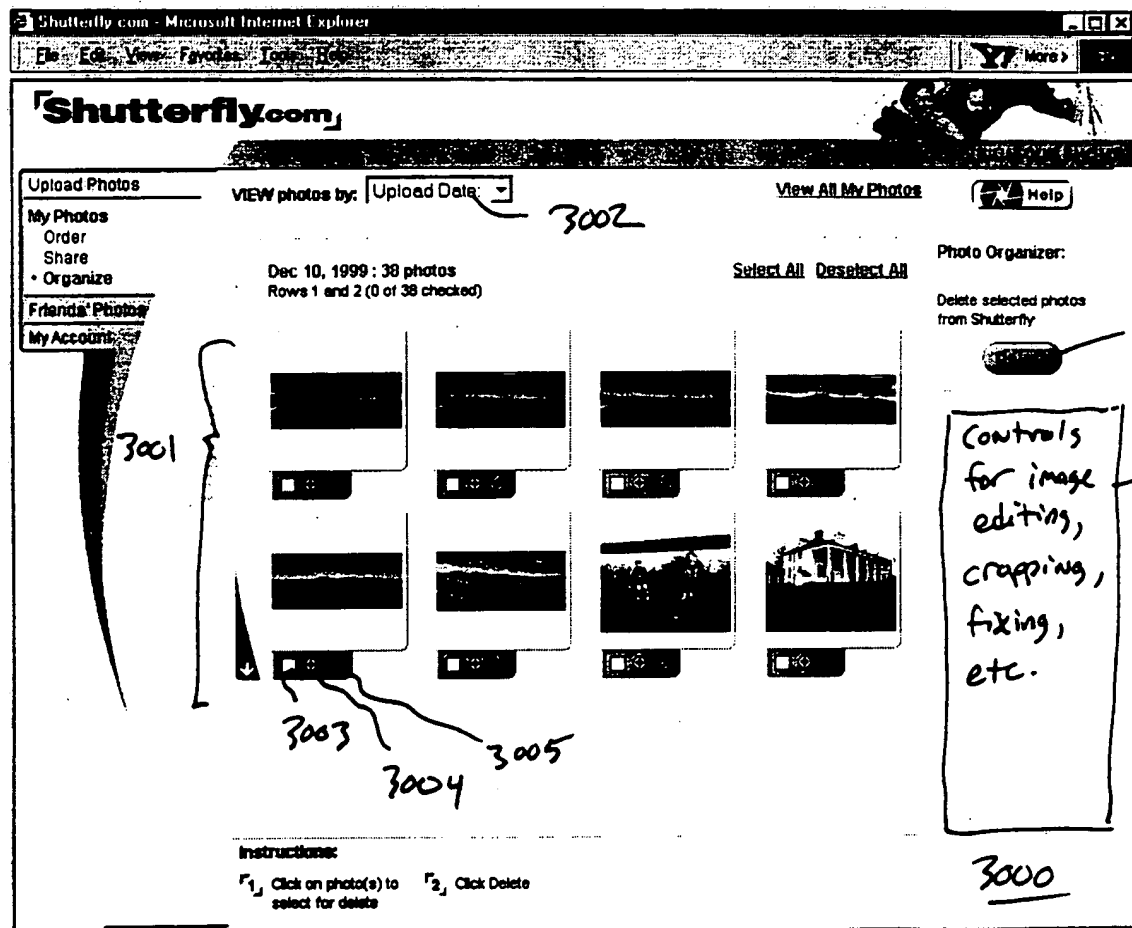 Shutterfly.com - Microsoft Internet Explorer
File Edit View Favorites Tools Help
Y! More >
Shutterfly.com
Upload Photos
VIEW photos by: Upload Date:
View All My Photos
Help
3002
My Photos
Order
Share
• Organize
Friends' Photos
My Account
Dec 10, 1999 : 38 photos
Rows 1 and 2 (0 of 38 checked)
Select All Deselect All
Photo Organizer:
Delete selected photos
from Shutterfly
3001
Controls
for image
editing,
cropping,
fixing,
etc.
3003
3004
3005
3000
Instructions:
1 Click on photo(s) to
select for delete
2 Click Delete